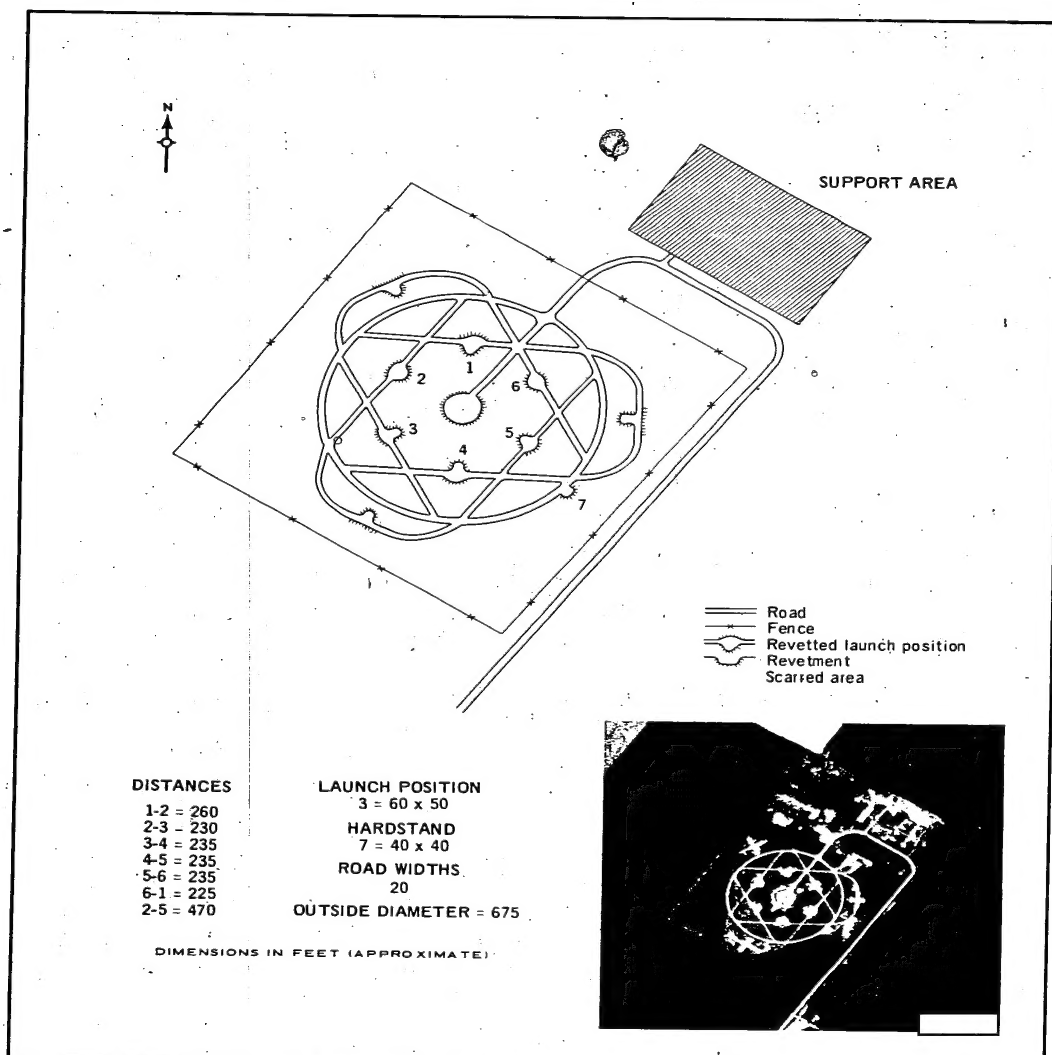 N
SUPPORT AREA
1
2
6
3
5
4
7
Road
Fence
Revetted launch position
Revetment
Scarred area
DISTANCES
1-2 = 260
2-3 - 230
3-4 = 235
4-5 = 235
5-6 = 235
6-1 = 225
2-5 = 470
LAUNCH POSITION
3 = 60 x 50
HARDSTAND
7 = 40 x 40
ROAD WIDTHS
20
OUTSIDE DIAMETER = 675
DIMENSIONS IN FEET (APPROXIMATE)